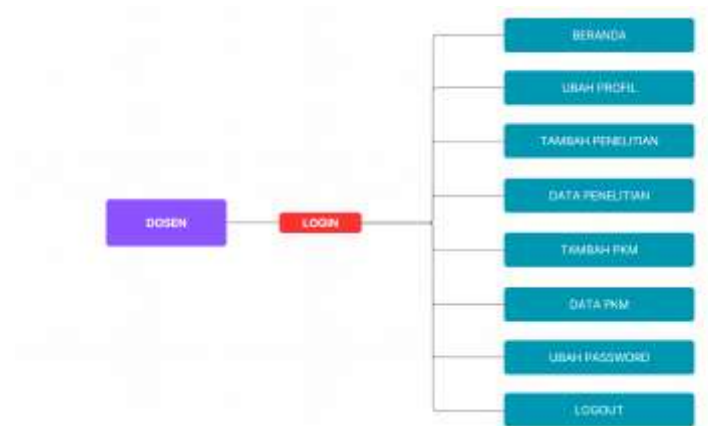 BERANDA
UBAH PROFIL
TAMBAH PENELITIAN
DATA PENELITIAN
DOSEN
LOGIN
TAMBAH PKM
DATA PKM
UBAH PASSWORD
LOGOUT